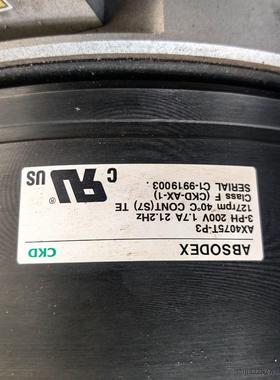 CKD
ABSODEX
AX4075T-P3
3-PH 200V 1.7A 21.2Hz
127rpm 40°C CONT(S7) TE
Class F (CKD-AX-1)
SERIAL C1-9919003 .
C RU US